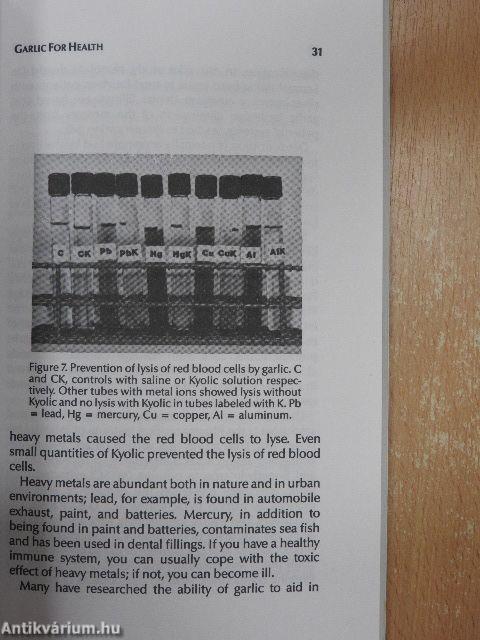 GARLIC FOR HEALTH 31
C CK Pb PbK Hg HgK Cu CuK Al AlK
Figure 7. Prevention of lysis of red blood cells by garlic. C
and CK, controls with saline or Kyolic solution respec-
tively. Other tubes with metal ions showed lysis without
Kyolic and no lysis with Kyolic in tubes labeled with K. Pb
= lead, Hg = mercury, Cu = copper, Al = aluminum.
heavy metals caused the red blood cells to lyse. Even
small quantities of Kyolic prevented the lysis of red blood
cells.
Heavy metals are abundant both in nature and in urban
environments; lead, for example, is found in automobile
exhaust, paint, and batteries. Mercury, in addition to
being found in paint and batteries, contaminates sea fish
and has been used in dental fillings. If you have a healthy
immune system, you can usually cope with the toxic
effect of heavy metals; if not, you can become ill.
Many have researched the ability of garlic to aid in
Antikvárium.hu